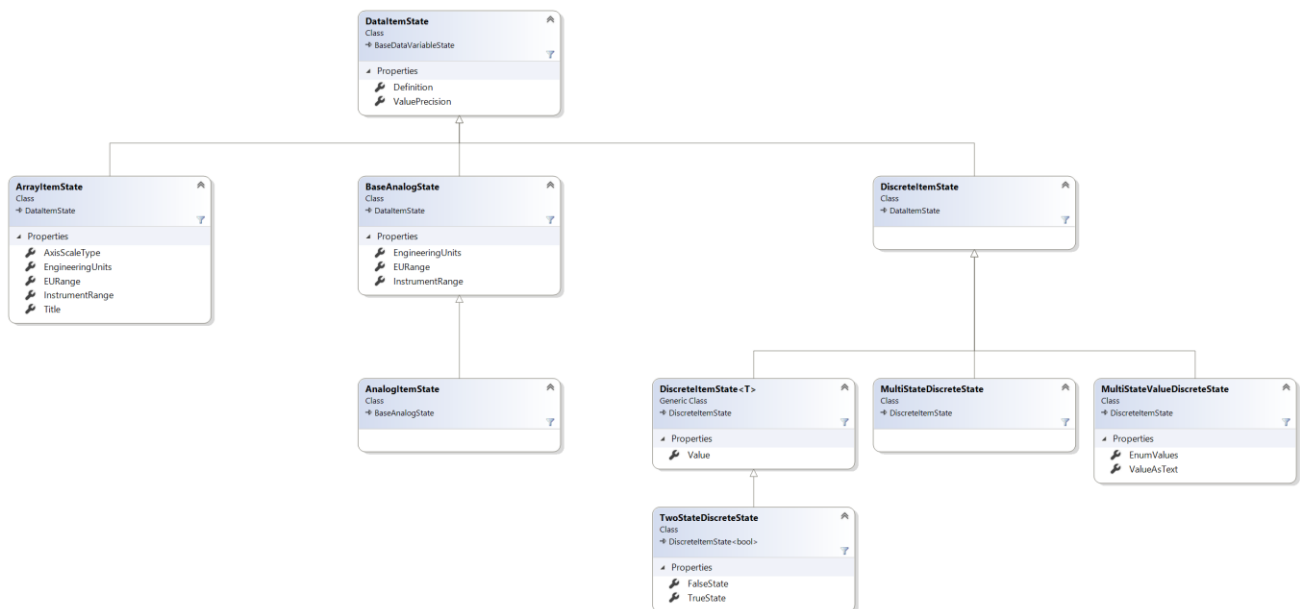 DataItemState
Class
BaseDataVariableState
Properties
Definition
ValuePrecision
ArrayItemState
Class
DataItemState
Properties
AxisScaleType
EngineeringUnits
EURange
InstrumentRange
Title
BaseAnalogState
Class
DataItemState
Properties
EngineeringUnits
EURange
InstrumentRange
DiscreteItemState
Class
DataItemState
AnalogItemState
Class
BaseAnalogState
DiscreteItemState<T>
Generic Class
DiscreteItemState
Properties
Value
MultiStateDiscreteState
Class
DiscreteItemState
MultiStateValueDiscreteState
Class
DiscreteItemState
Properties
EnumValues
ValueAsText
TwoStateDiscreteState
Class
DiscreteItemState<bool>
Properties
FalseState
TrueState